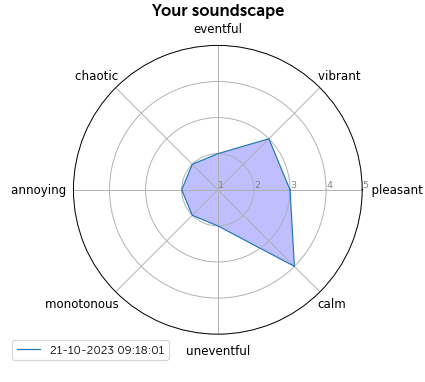 Your soundscape
eventful
chaotic
vibrant
annoying
1 2 3 4 5
pleasant
monotonous
calm
uneventful
21-10-2023 09:18:01